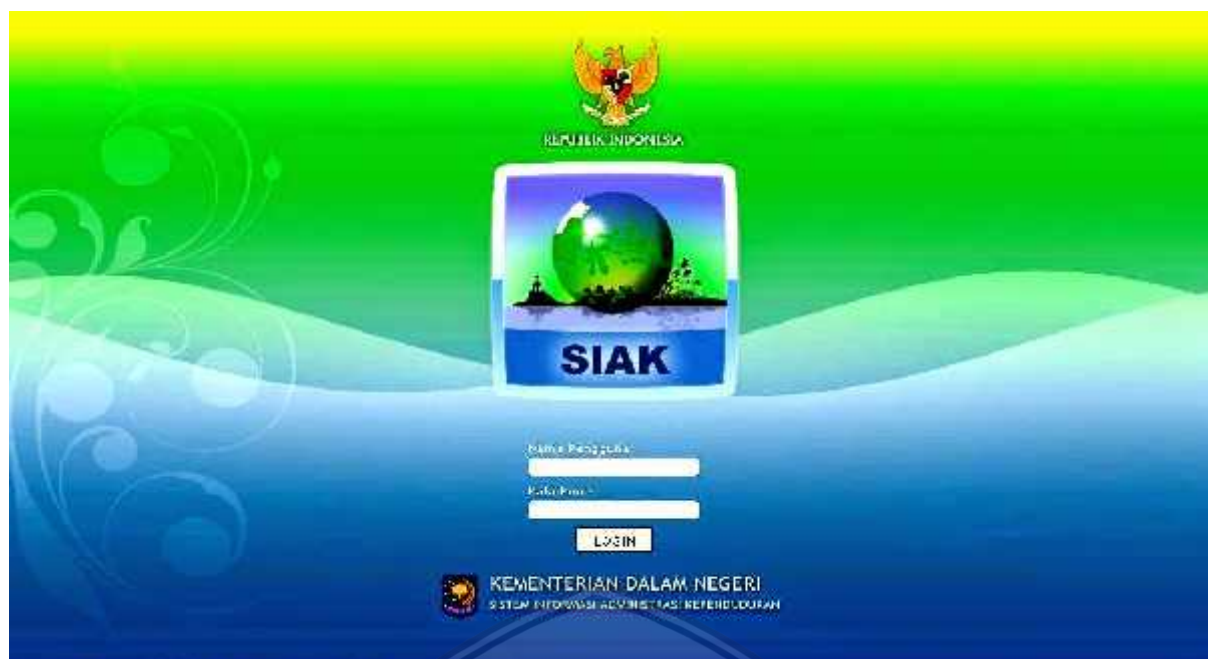 REPUBLIK INDONESIA
SIAK
Nama Pengguna
Kata Kunci
LOGIN
KEMENTERIAN DALAM NEGERI
SISTEM INFORMASI ADMINISTRASI KEPENDUDUKAN